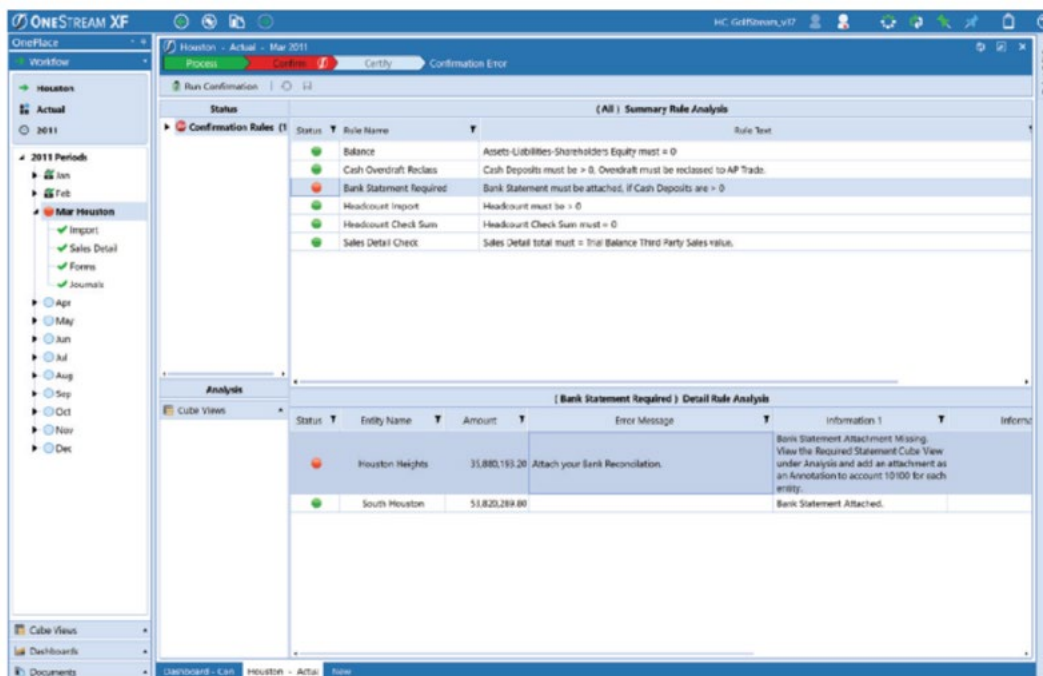 ONESTREAM XF
HC_GolfStream_v37
OnePlace
Workflow
Houston
Actual
2011
2011 Periods
Jan
Feb
Mar Houston
Import
Sales Detail
Forms
Journals
Apr
May
Jun
Jul
Aug
Sep
Oct
Nov
Dec
Cube Views
Dashboards
Documents
Houston - Actual - Mar 2011
Process Confirm Certify Confirmation Error
Run Confirmation
Status
Confirmation Rules (1
Analysis
Cube Views
( All ) Summary Rule Analysis
Status Rule Name Rule Text
Balance Assets-Liabilities-Shareholders Equity must = 0
Cash Overdraft Reclass Cash Deposits must be > 0, Overdraft must be reclassed to AP Trade.
Bank Statement Required Bank Statement must be attached, if Cash Deposits are > 0
Headcount Import Headcount must be > 0
Headcount Check Sum Headcount Check Sum must = 0
Sales Detail Check Sales Detail total must = Trial Balance Third Party Sales value.
( Bank Statement Required ) Detail Rule Analysis
Status Entity Name Amount Error Message Information 1 Informa
Houston Heights 35,880,193.20 Attach your Bank Reconciliation.
Bank Statement Attachment Missing.
View the Required Statement Cube View
under Analysis and add an attachment as
an Annotation to account 10100 for each
entity.
South Houston 53,820,289.80 Bank Statement Attached.
Dashboard - Can Houston - Actual New